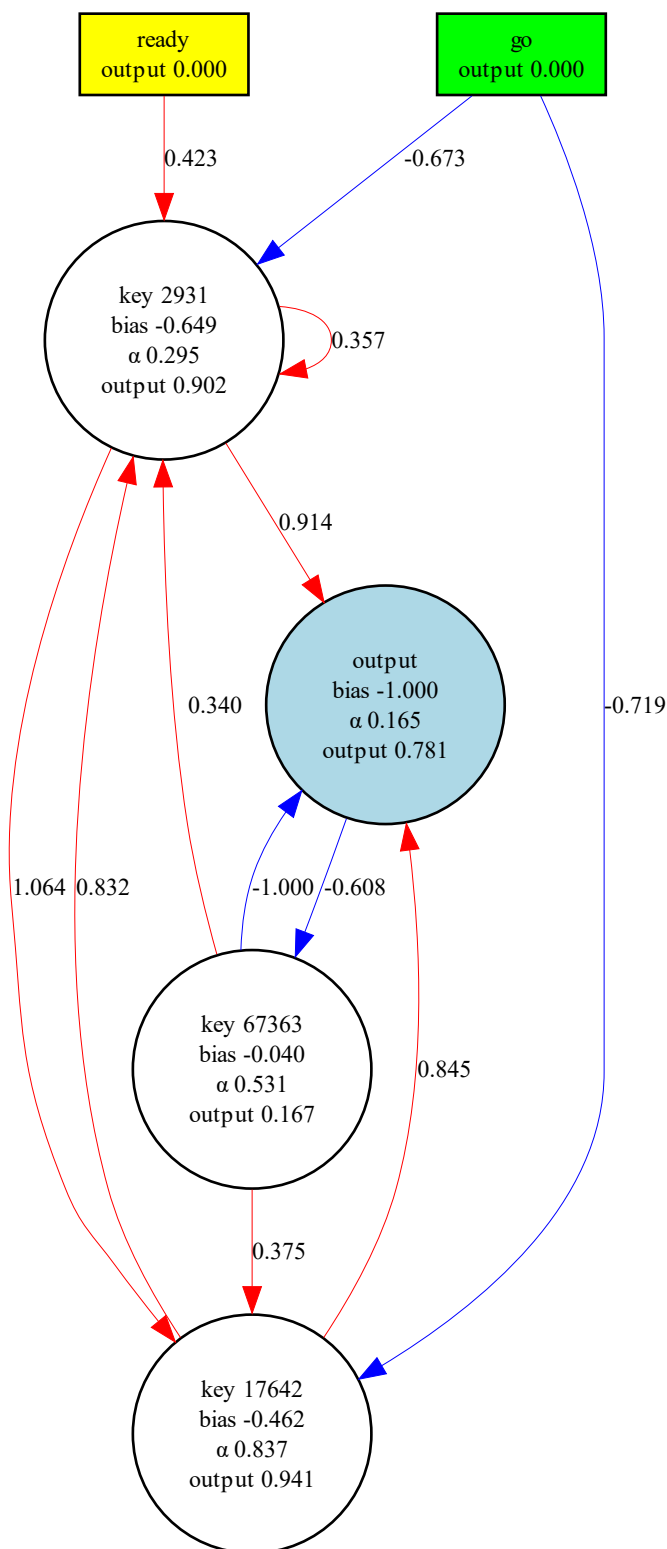 ready
output 0.000
go
output 0.000
0.423
-0.673
key 2931
bias -0.649
α 0.295
output 0.902
0.357
0.914
output
bias -1.000
α 0.165
output 0.781
0.340
-0.719
1.064
0.832
-1.000
-0.608
key 67363
bias -0.040
α 0.531
output 0.167
0.845
0.375
key 17642
bias -0.462
α 0.837
output 0.941